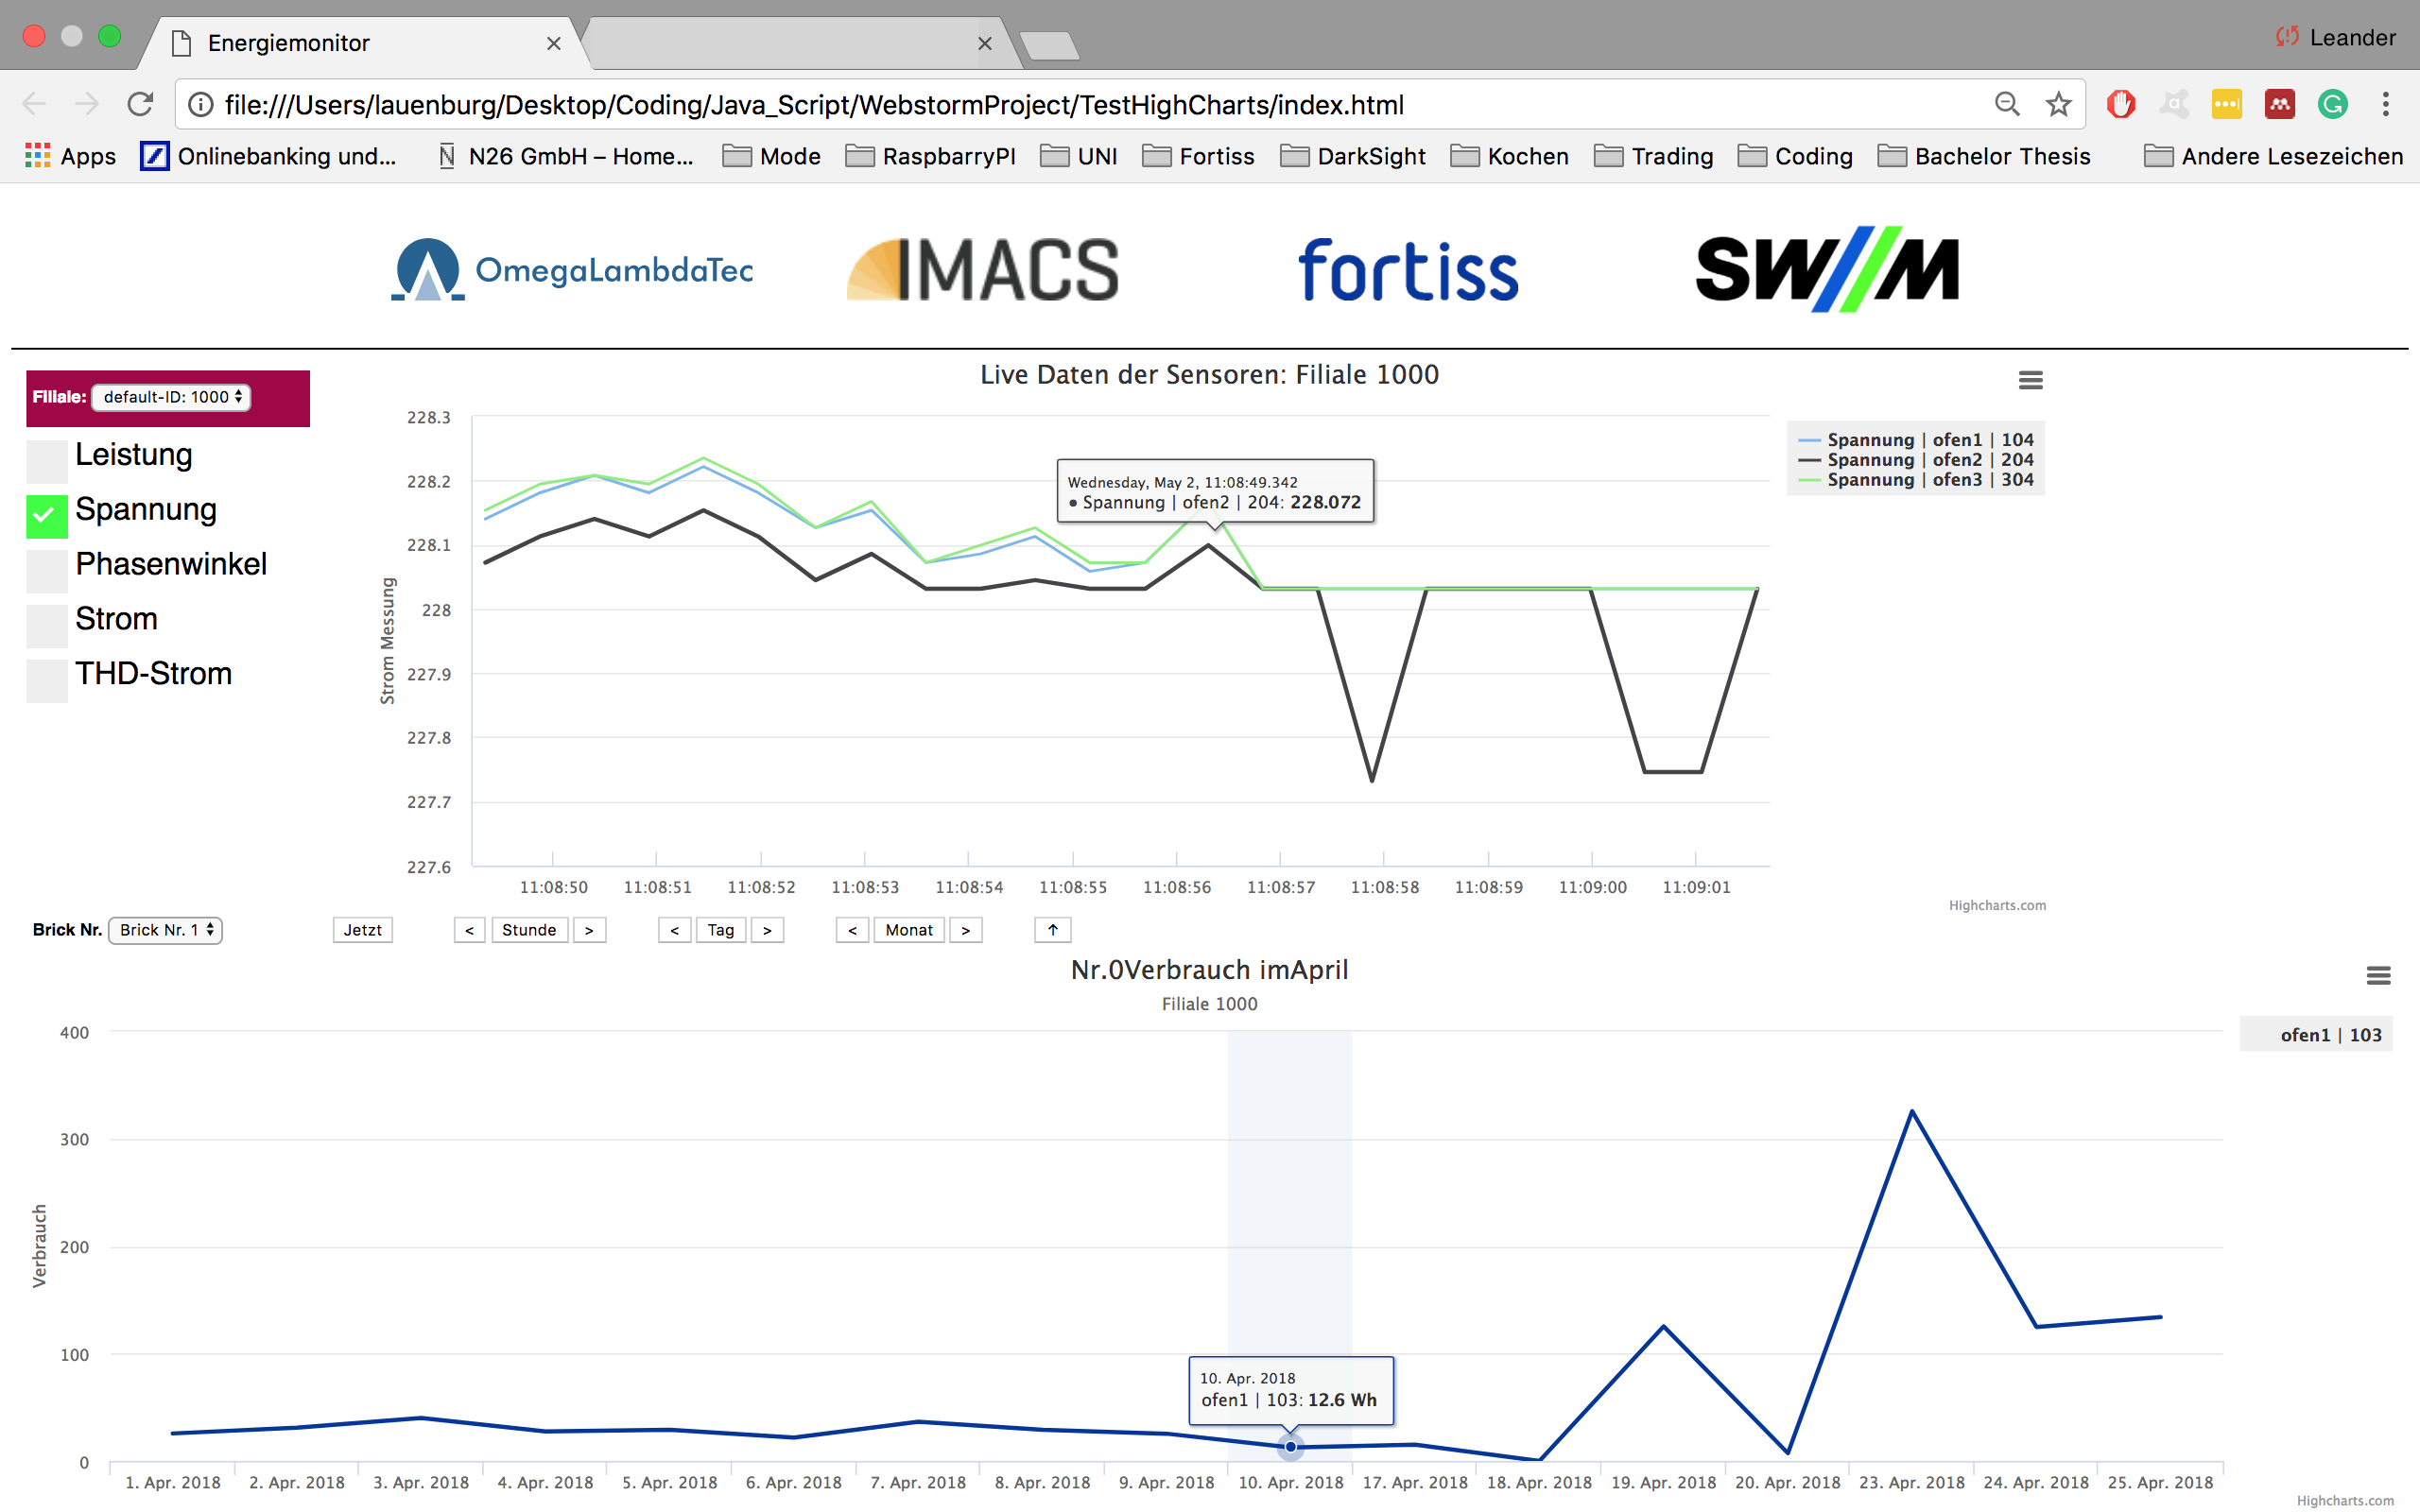 Energiemonitor
Leander
file:///Users/lauenburg/Desktop/Coding/Java_Script/WebstormProject/TestHighCharts/index.html
Apps Onlinebanking und... N26 GmbH – Home... Mode RaspbarryPI UNI Fortiss DarkSight Kochen Trading Coding Bachelor Thesis Andere Lesezeichen
OmegaLambdaTec IMACS fortiss SW//M
Filiale: default-ID: 1000
Leistung
Spannung
Phasenwinkel
Strom
THD-Strom
Live Daten der Sensoren: Filiale 1000
Strom Messung
228.3
228.2
228.1
228
227.9
227.8
227.7
227.6
Wednesday, May 2, 11:08:49.342
● Spannung | ofen2 | 204: 228.072
Spannung | ofen1 | 104
Spannung | ofen2 | 204
Spannung | ofen3 | 304
11:08:50 11:08:51 11:08:52 11:08:53 11:08:54 11:08:55 11:08:56 11:08:57 11:08:58 11:08:59 11:09:00 11:09:01
Highcharts.com
Brick Nr. Brick Nr. 1 Jetzt < Stunde > < Tag > < Monat > ↑
Nr.0Verbrauch imApril
Filiale 1000
ofen1 | 103
Verbrauch
400
300
200
100
0
10. Apr. 2018
ofen1 | 103: 12.6 Wh
1. Apr. 2018 2. Apr. 2018 3. Apr. 2018 4. Apr. 2018 5. Apr. 2018 6. Apr. 2018 7. Apr. 2018 8. Apr. 2018 9. Apr. 2018 10. Apr. 2018 17. Apr. 2018 18. Apr. 2018 19. Apr. 2018 20. Apr. 2018 23. Apr. 2018 24. Apr. 2018 25. Apr. 2018
Highcharts.com